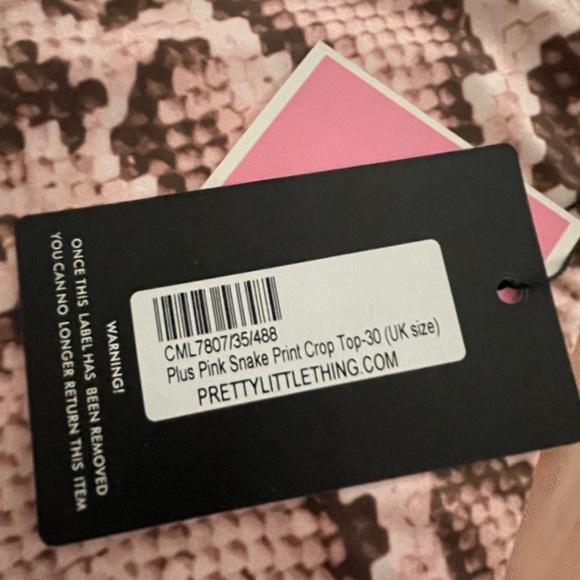 WARNING!
ONCE THIS LABEL HAS BEEN REMOVED
YOU CAN NO LONGER RETURN THIS ITEM
CML7807/35/488
Plus Pink Snake Print Crop Top-30 (UK size)
PRETTYLITTLETHING.COM